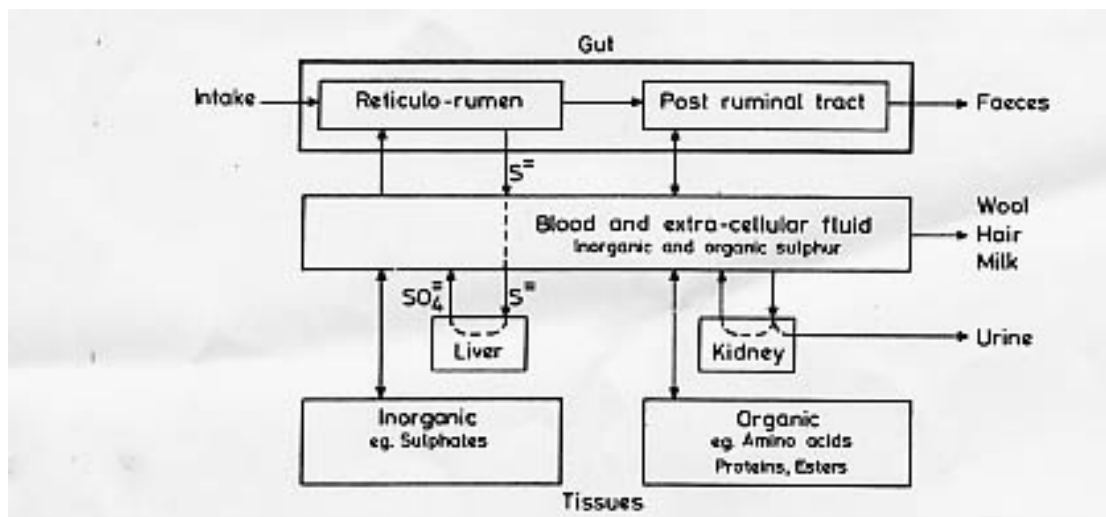 Gut
Intake
Reticulo-rumen
Post ruminal tract
Faeces
S=
Blood and extra-cellular fluid
Inorganic and organic sulphur
Wool
Hair
Milk
SO4=
S=
Liver
Kidney
Urine
Inorganic
eg. Sulphates
Organic
eg. Amino acids
Proteins, Esters
Tissues